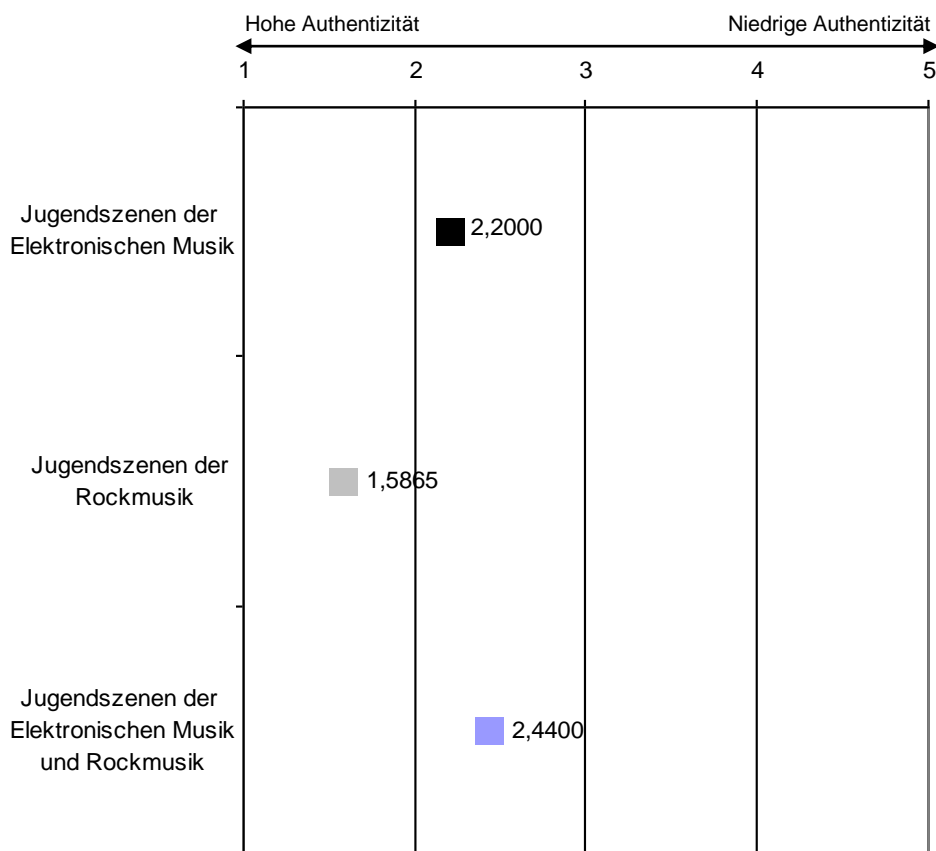 Hohe Authentizität Niedrige Authentizität
1 2 3 4 5
Jugendszenen der
Elektronischen Musik
2,2000
Jugendszenen der
Rockmusik
1,5865
Jugendszenen der
Elektronischen Musik
und Rockmusik
2,4400